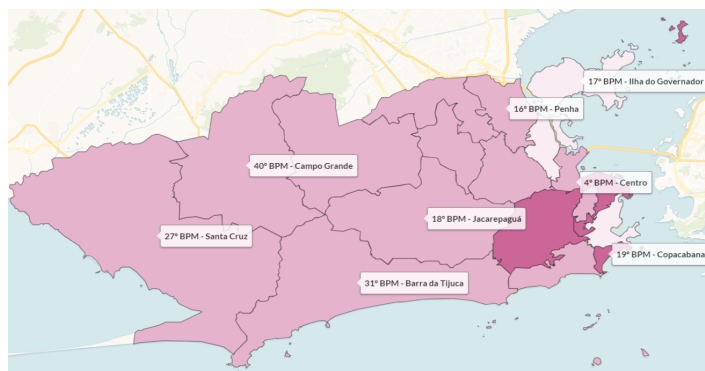 17º BPM - Ilha do Governador
16º BPM - Penha
40º BPM - Campo Grande
4º BPM - Centro
18º BPM - Jacarepaguá
27º BPM - Santa Cruz
19º BPM - Copacabana
31º BPM - Barra da Tijuca